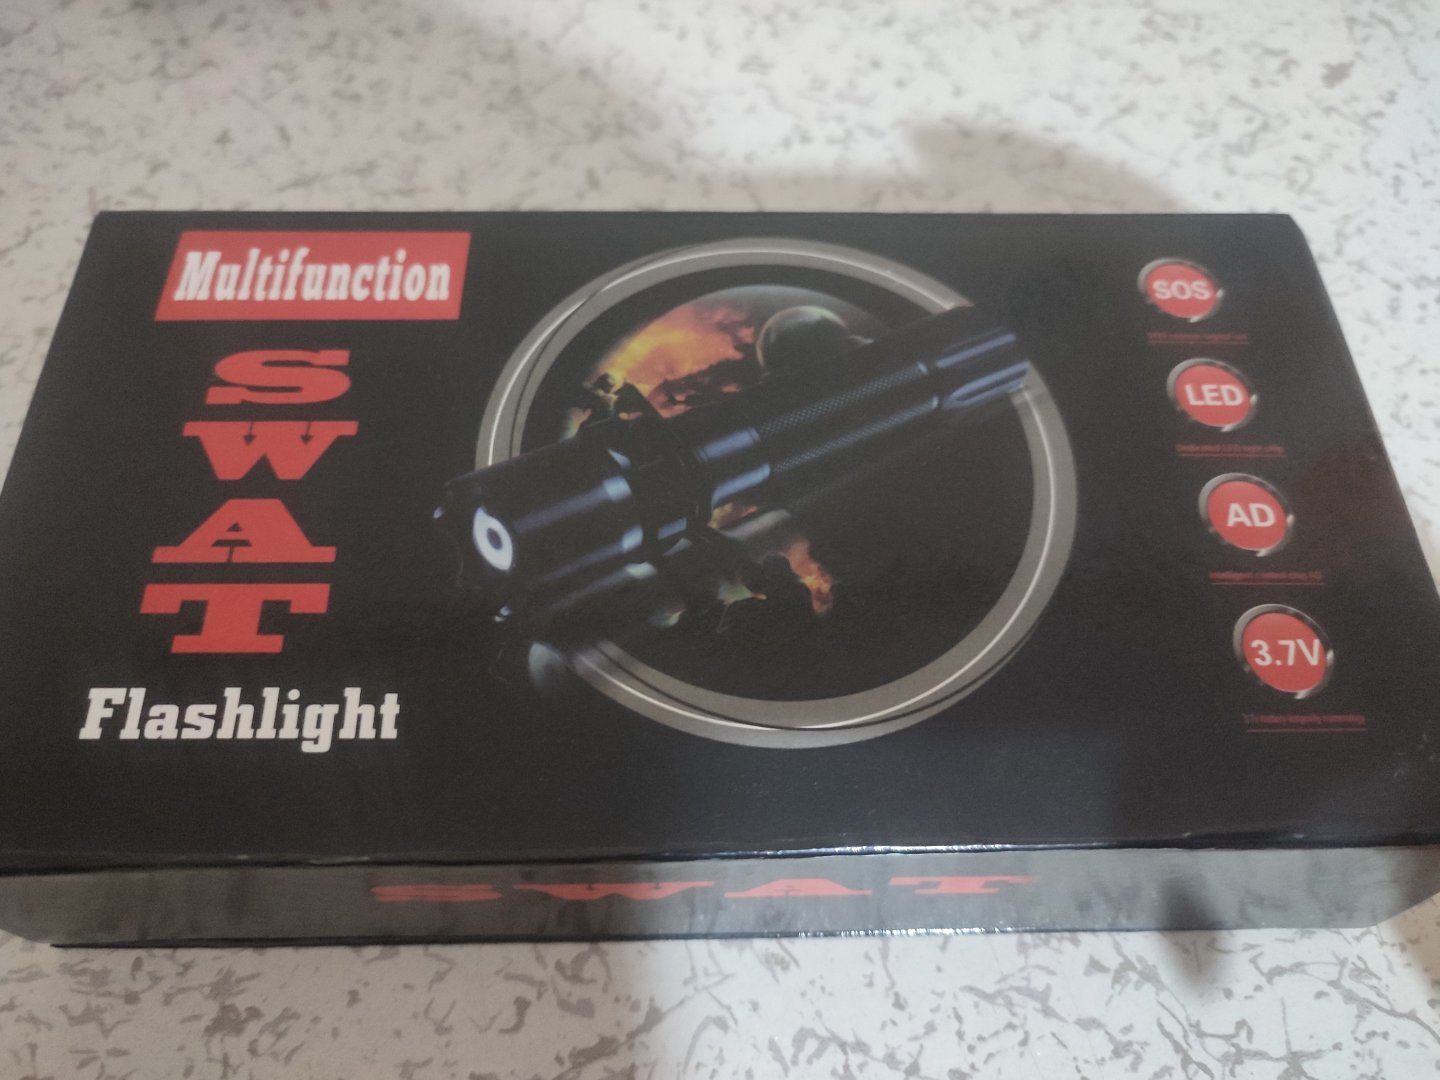 Multifunction
SWAT
Flashlight
SOS
LED
AD
3.7V
SWAT